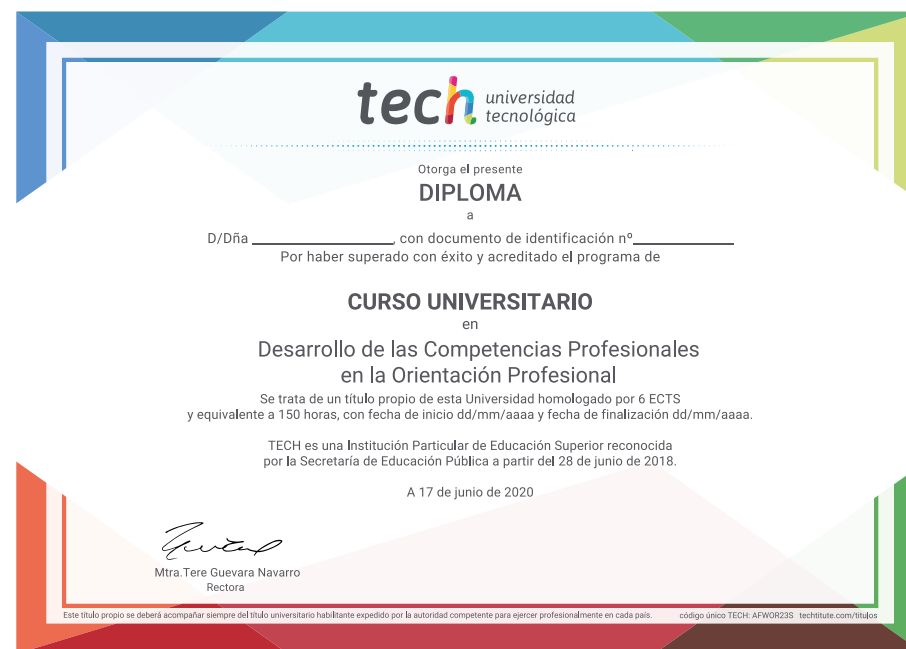 tech universidad
tecnológica
Otorga el presente
DIPLOMA
a
D/Dña ____________________, con documento de identificación nº______________
Por haber superado con éxito y acreditado el programa de
CURSO UNIVERSITARIO
en
Desarrollo de las Competencias Profesionales
en la Orientación Profesional
Se trata de un título propio de esta Universidad homologado por 6 ECTS
y equivalente a 150 horas, con fecha de inicio dd/mm/aaaa y fecha de finalización dd/mm/aaaa.
TECH es una Institución Particular de Educación Superior reconocida
por la Secretaría de Educación Pública a partir del 28 de junio de 2018.
A 17 de junio de 2020
Mtra.Tere Guevara Navarro
Rectora
Este título propio se deberá acompañar siempre del título universitario habilitante expedido por la autoridad competente para ejercer profesionalmente en cada país. código único TECH: AFWOR23S techtitute.com/titulos